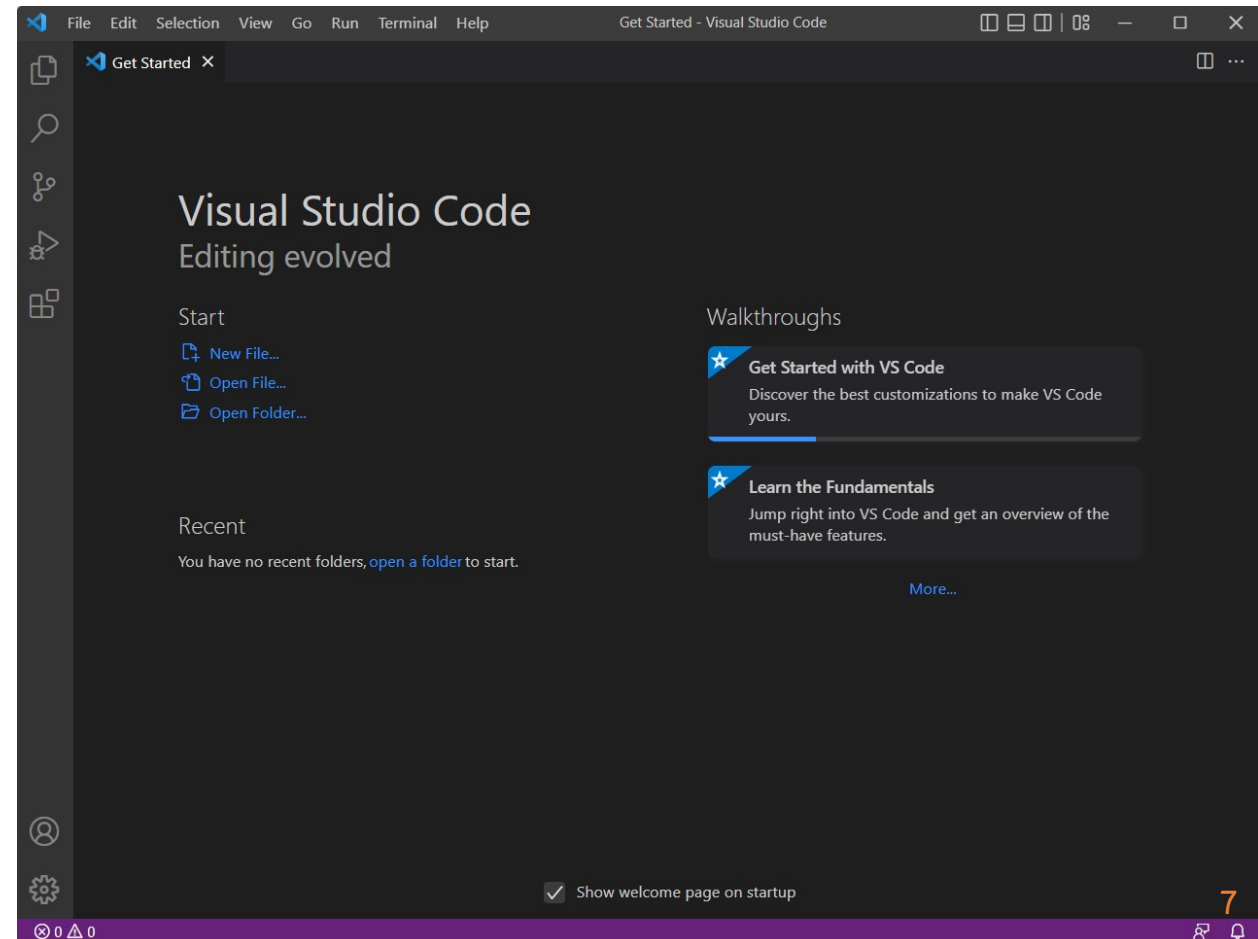 File Edit Selection View Go Run Terminal Help Get Started - Visual Studio Code
Get Started
Visual Studio Code
Editing evolved
Start
New File...
Open File...
Open Folder...
Recent
You have no recent folders, open a folder to start.
Walkthroughs
Get Started with VS Code
Discover the best customizations to make VS Code
yours.
Learn the Fundamentals
Jump right into VS Code and get an overview of the
must-have features.
More...
Show welcome page on startup
7
0 0